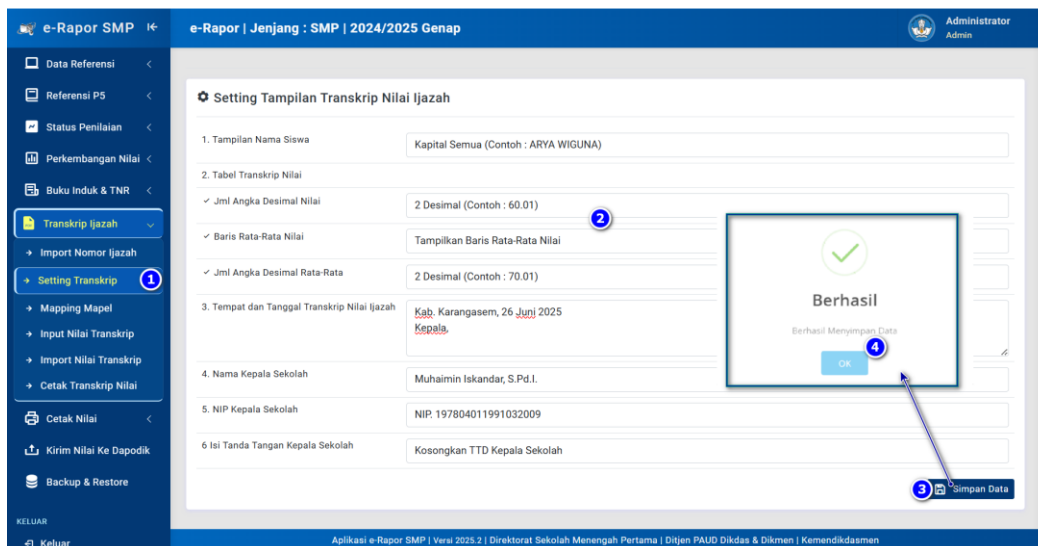 e-Rapor SMP
e-Rapor | Jenjang : SMP | 2024/2025 Genap
Administrator
Admin
Data Referensi
Referensi P5
Status Penilaian
Perkembangan Nilai
Buku Induk & TNR
Transkrip Ijazah
Import Nomor Ijazah
Setting Transkrip
1
Mapping Mapel
Input Nilai Transkrip
Import Nilai Transkrip
Cetak Transkrip Nilai
Cetak Nilai
Kirim Nilai Ke Dapodik
Backup & Restore
KELUAR
Keluar
Setting Tampilan Transkrip Nilai Ijazah
1. Tampilan Nama Siswa
Kapital Semua (Contoh : ARYA WIGUNA)
2. Tabel Transkrip Nilai
Jml Angka Desimal Nilai
2 Desimal (Contoh : 60.01)
2
Baris Rata-Rata Nilai
Tampilkan Baris Rata-Rata Nilai
Jml Angka Desimal Rata-Rata
2 Desimal (Contoh : 70.01)
3. Tempat dan Tanggal Transkrip Nilai Ijazah
Kab. Karangasem, 26 Juni 2025
Kepala,
4. Nama Kepala Sekolah
Muhaimin Iskandar, S.Pd.I.
5. NIP Kepala Sekolah
NIP. 197804011991032009
6 Isi Tanda Tangan Kepala Sekolah
Kosongkan TTD Kepala Sekolah
Berhasil
Berhasil Menyimpan Data
4
OK
3
Simpan Data
Aplikasi e-Rapor SMP | Versi 2025.2 | Direktorat Sekolah Menengah Pertama | Ditjen PAUD Dikdas & Dikmen | Kemendikdasmen